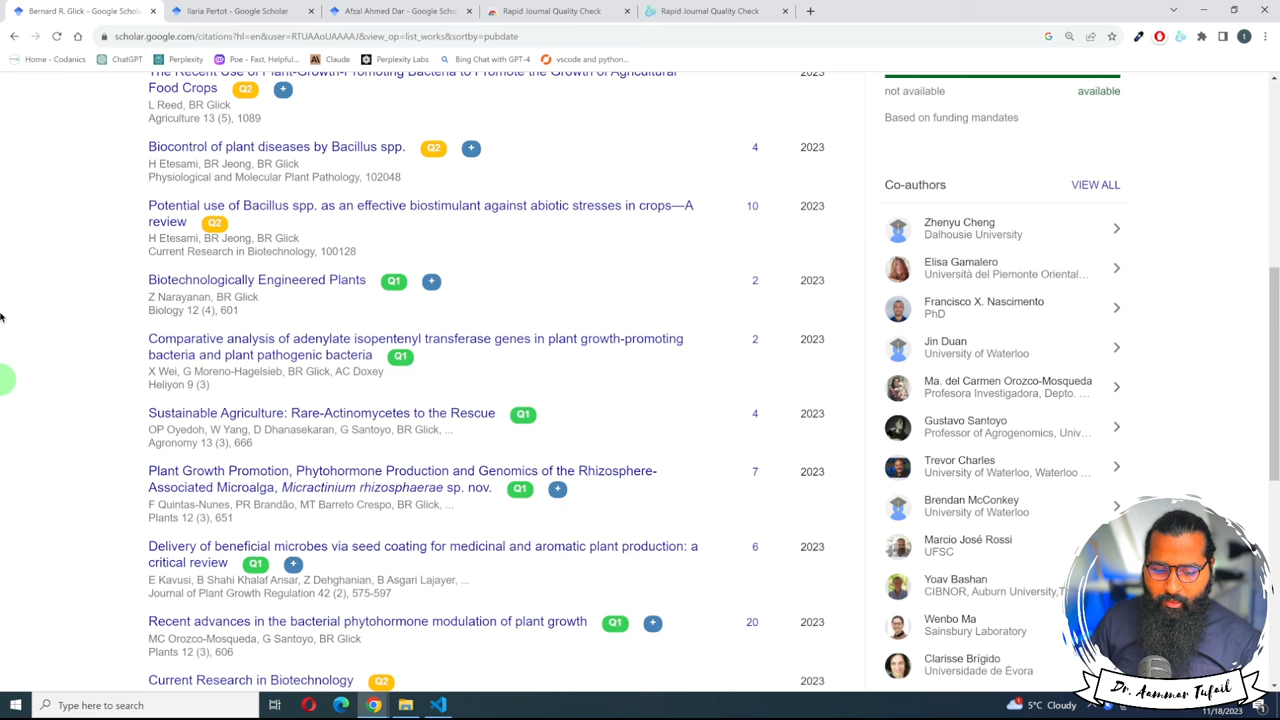 Bernard R. Glick - Google Schola
Ilaria Pertot - Google Scholar
Afzal Ahmed Dar - Google Schol
Rapid Journal Quality Check
Rapid Journal Quality Check
scholar.google.com/citations?hl=en&user=RTUAAoUAAAAJ&view_op=list_works&sortby=pubdate
Home - Codanics
ChatGPT
Perplexity
Poe - Fast, Helpful...
Claude
Perplexity Labs
Bing Chat with GPT-4
vscode and python...
The Recent Use of Plant-Growth-Promoting Bacteria to Promote the Growth of Agricultural 2023
Food Crops Q2 +
L Reed, BR Glick
Agriculture 13 (5), 1089
Biocontrol of plant diseases by Bacillus spp. Q2 + 4 2023
H Etesami, BR Jeong, BR Glick
Physiological and Molecular Plant Pathology, 102048
Potential use of Bacillus spp. as an effective biostimulant against abiotic stresses in crops—A 10 2023
review Q2
H Etesami, BR Jeong, BR Glick
Current Research in Biotechnology, 100128
Biotechnologically Engineered Plants Q1 + 2 2023
Z Narayanan, BR Glick
Biology 12 (4), 601
Comparative analysis of adenylate isopentenyl transferase genes in plant growth-promoting 2 2023
bacteria and plant pathogenic bacteria Q1
X Wei, G Moreno-Hagelsieb, BR Glick, AC Doxey
Heliyon 9 (3)
Sustainable Agriculture: Rare-Actinomycetes to the Rescue Q1 4 2023
OP Oyedoh, W Yang, D Dhanasekaran, G Santoyo, BR Glick, ...
Agronomy 13 (3), 666
Plant Growth Promotion, Phytohormone Production and Genomics of the Rhizosphere- 7 2023
Associated Microalga, Micractinium rhizosphaerae sp. nov. Q1 +
F Quintas-Nunes, PR Brandão, MT Barreto Crespo, BR Glick, ...
Plants 12 (3), 651
Delivery of beneficial microbes via seed coating for medicinal and aromatic plant production: a 6 2023
critical review Q1 +
E Kavusi, B Shahi Khalaf Ansar, Z Dehghanian, B Asgari Lajayer, ...
Journal of Plant Growth Regulation 42 (2), 575-597
Recent advances in the bacterial phytohormone modulation of plant growth Q1 + 20 2023
MC Orozco-Mosqueda, G Santoyo, BR Glick
Plants 12 (3), 606
Current Research in Biotechnology Q2 2023
not available available
Based on funding mandates
Co-authors VIEW ALL
Zhenyu Cheng
Dalhousie University
Elisa Gamalero
Università del Piemonte Oriental...
Francisco X. Nascimento
PhD
Jin Duan
University of Waterloo
Ma. del Carmen Orozco-Mosqueda
Profesora Investigadora, Depto. ...
Gustavo Santoyo
Professor of Agrogenomics, Univ...
Trevor Charles
University of Waterloo, Waterloo ...
Brendan McConkey
University of Waterloo
Marcio José Rossi
UFSC
Yoav Bashan
CIBNOR, Auburn University,T
Wenbo Ma
Sainsbury Laboratory
Clarisse Brígido
Universidade de Évora
Dr. Aammar Tufail
Type here to search
5°C Cloudy
11/18/2023